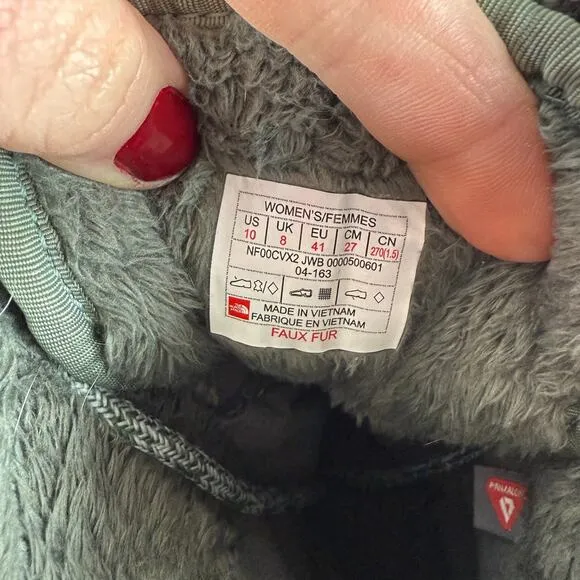 WOMEN'S/FEMMES
US UK EU CM CN
10 8 41 27 270(1.5)
NF00CVX2 JWB 0000500601
04-163
MADE IN VIETNAM
FABRIQUE EN VIETNAM
FAUX FUR